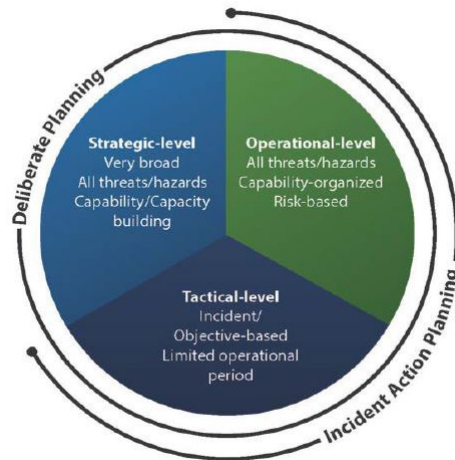 Deliberate Planning
Strategic-level
Very broad
All threats/hazards
Capability/Capacity
building
Operational-level
All threats/hazards
Capability-organized
Risk-based
Tactical-level
Incident/
Objective-based
Limited operational
period
Incident Action Planning